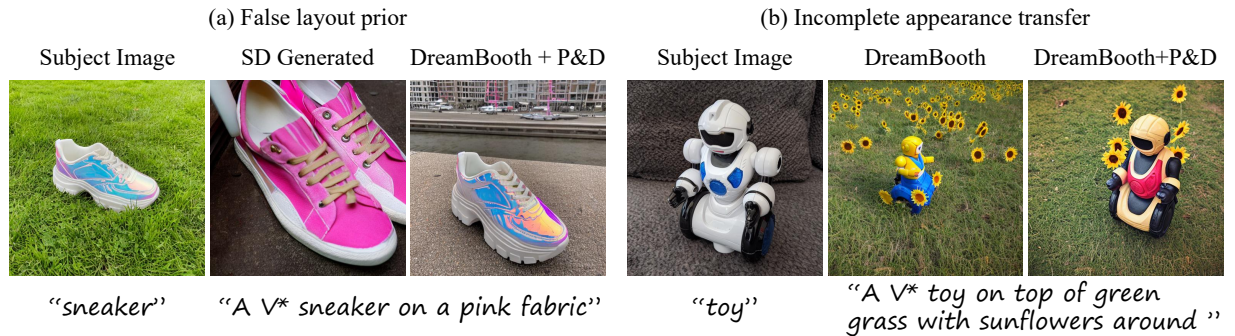 (a) False layout prior
Subject Image SD Generated DreamBooth + P&D
“sneaker” “A V* sneaker on a pink fabric”
(b) Incomplete appearance transfer
Subject Image DreamBooth DreamBooth+P&D
“toy” “A V* toy on top of green
grass with sunflowers around ”